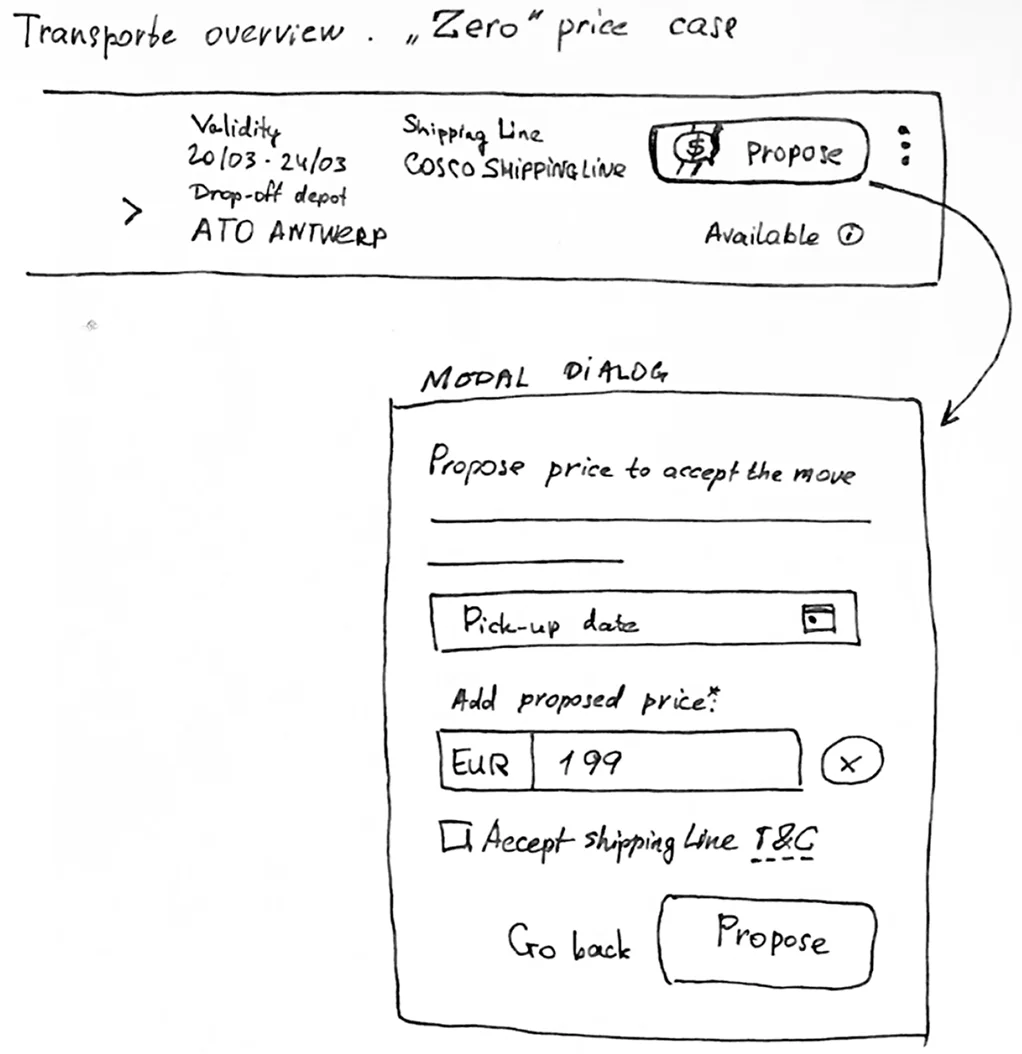 Transporte overview. „Zero“ price case
Validity
20/03 - 24/03
Drop-off depot
ATO ANTWERP
Shipping Line
COSCO SHIPPING LINE
$ Propose
Available i
MODAL DIALOG
Propose price to accept the move
Pick-up date
Add proposed price*:
EUR 199 x
Accept shipping Line T&C
Go back Propose